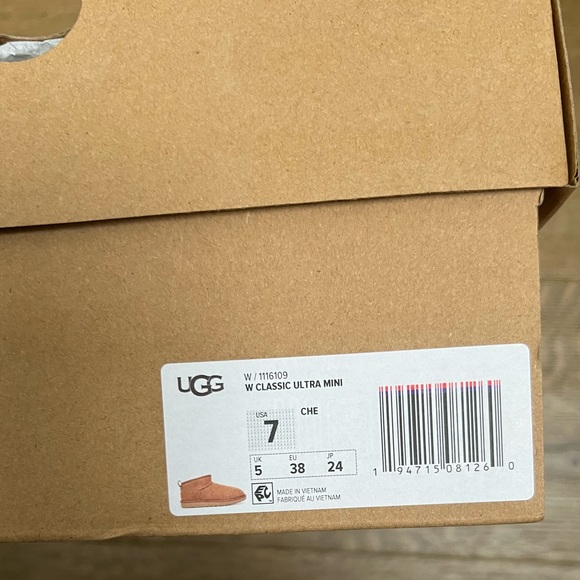 UGG
W / 1116109
W CLASSIC ULTRA MINI
USA
7
CHE
UK EU JP
5 38 24
MADE IN VIETNAM
FABRIQUÉ AU VIETNAM
1 94715 08126 0